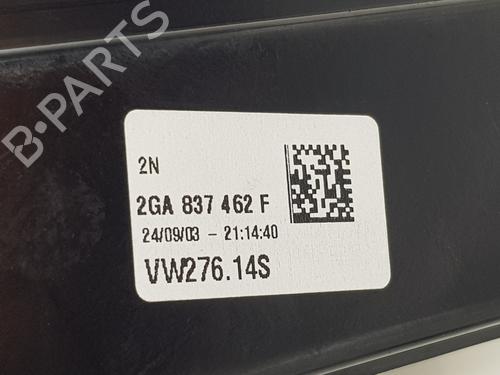 B-PARTS
2N
2GA 837 462 F
24/09/03 - 21:14:40
VW276.14S